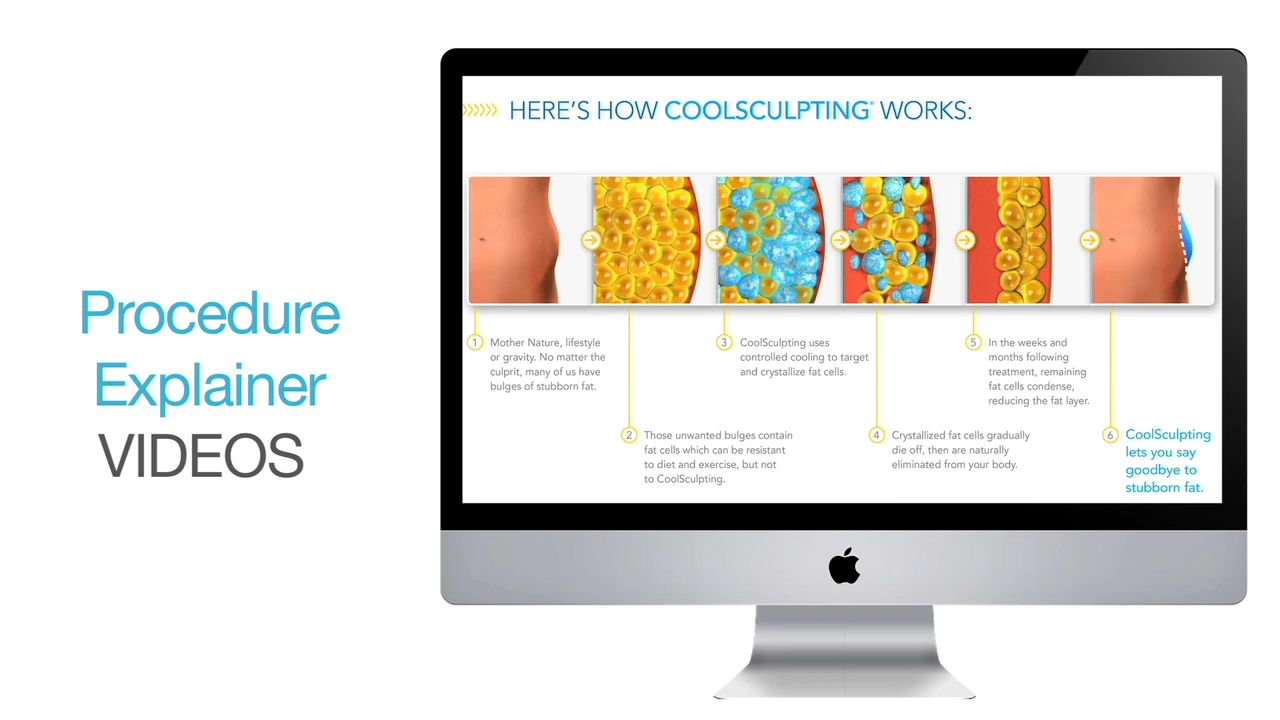 Procedure
Explainer
VIDEOS
HERE'S HOW COOLSCULPTING® WORKS:
1
Mother Nature, lifestyle
or gravity. No matter the
culprit, many of us have
bulges of stubborn fat.
2
Those unwanted bulges contain
fat cells which can be resistant
to diet and exercise, but not
to CoolSculpting.
3
CoolSculpting uses
controlled cooling to target
and crystallize fat cells.
4
Crystallized fat cells gradually
die off, then are naturally
eliminated from your body.
5
In the weeks and
months following
treatment, remaining
fat cells condense,
reducing the fat layer.
6
CoolSculpting
lets you say
goodbye to
stubborn fat.